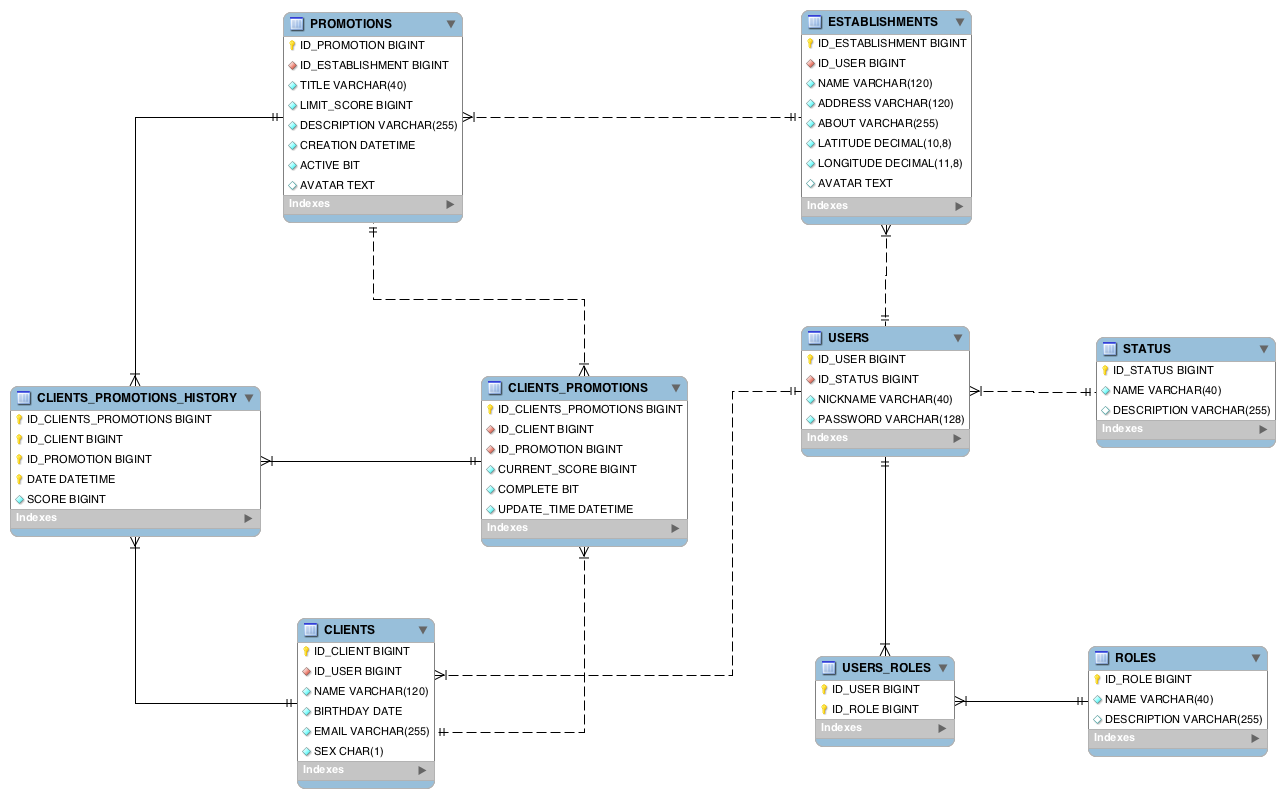 PROMOTIONS
ID_PROMOTION BIGINT
ID_ESTABLISHMENT BIGINT
TITLE VARCHAR(40)
LIMIT_SCORE BIGINT
DESCRIPTION VARCHAR(255)
CREATION DATETIME
ACTIVE BIT
AVATAR TEXT
Indexes
ESTABLISHMENTS
ID_ESTABLISHMENT BIGINT
ID_USER BIGINT
NAME VARCHAR(120)
ADDRESS VARCHAR(120)
ABOUT VARCHAR(255)
LATITUDE DECIMAL(10,8)
LONGITUDE DECIMAL(11,8)
AVATAR TEXT
Indexes
CLIENTS_PROMOTIONS_HISTORY
ID_CLIENTS_PROMOTIONS BIGINT
ID_CLIENT BIGINT
ID_PROMOTION BIGINT
DATE DATETIME
SCORE BIGINT
Indexes
CLIENTS_PROMOTIONS
ID_CLIENTS_PROMOTIONS BIGINT
ID_CLIENT BIGINT
ID_PROMOTION BIGINT
CURRENT_SCORE BIGINT
COMPLETE BIT
UPDATE_TIME DATETIME
Indexes
USERS
ID_USER BIGINT
ID_STATUS BIGINT
NICKNAME VARCHAR(40)
PASSWORD VARCHAR(128)
Indexes
STATUS
ID_STATUS BIGINT
NAME VARCHAR(40)
DESCRIPTION VARCHAR(255)
Indexes
CLIENTS
ID_CLIENT BIGINT
ID_USER BIGINT
NAME VARCHAR(120)
BIRTHDAY DATE
EMAIL VARCHAR(255)
SEX CHAR(1)
Indexes
USERS_ROLES
ID_USER BIGINT
ID_ROLE BIGINT
Indexes
ROLES
ID_ROLE BIGINT
NAME VARCHAR(40)
DESCRIPTION VARCHAR(255)
Indexes